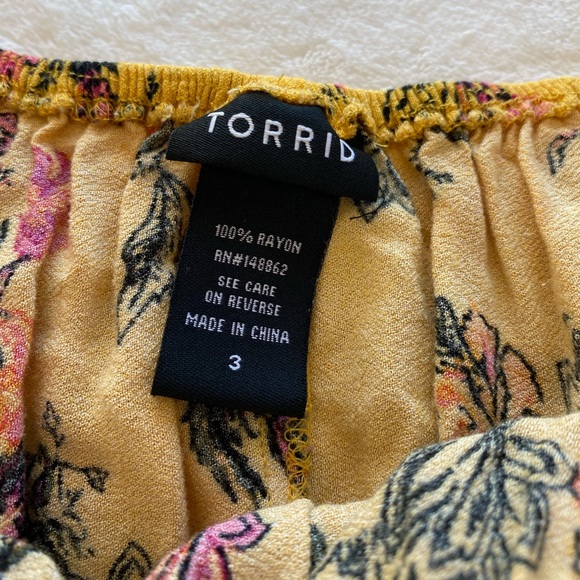 TORRID
100% RAYON
RN#148862
SEE CARE
ON REVERSE
MADE IN CHINA
3